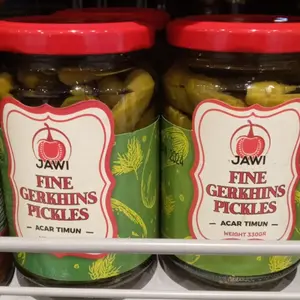 JAWI
FINE
GERKHINS
PICKLES
ACAR TIMUN
JAWI
FINE
GERKHINS
PICKLES
ACAR TIMUN
WEIGHT 330GR